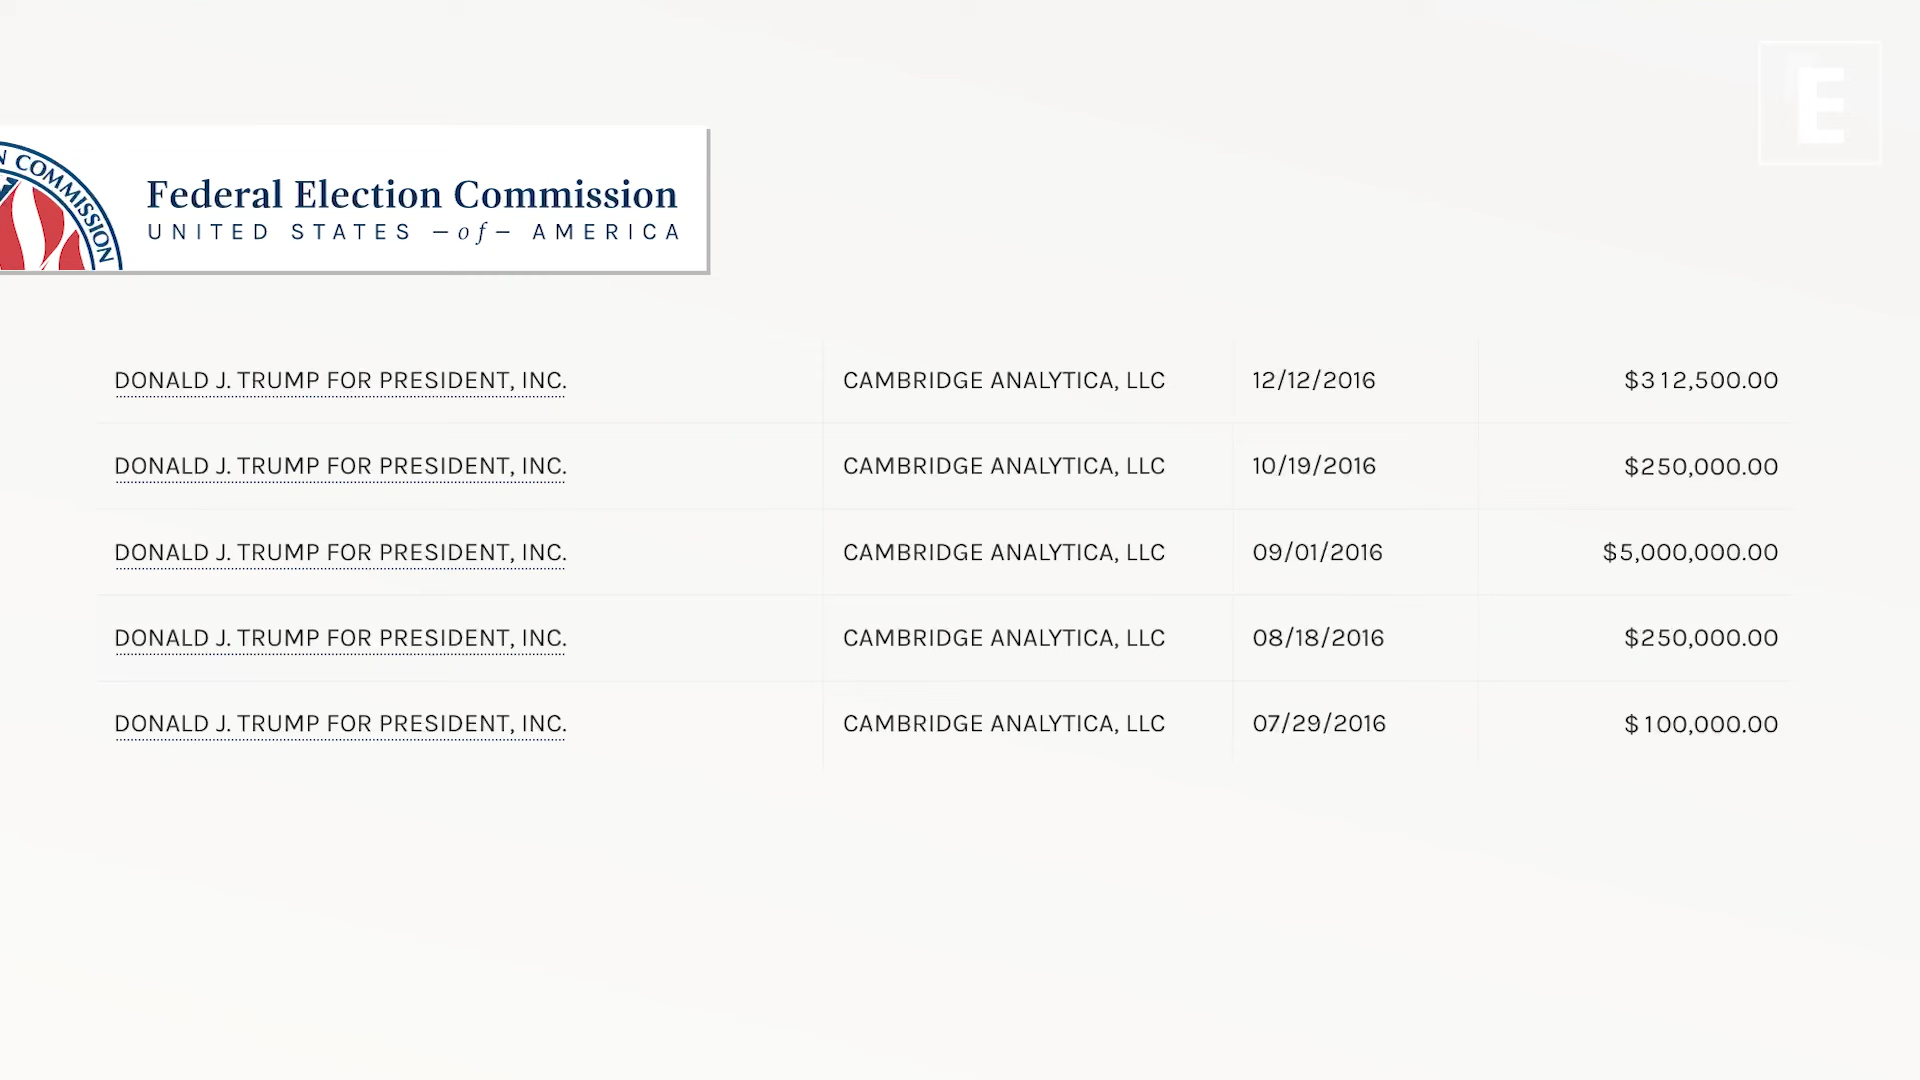 N COMMISSION
Federal Election Commission
UNITED STATES –of– AMERICA
E
DONALD J. TRUMP FOR PRESIDENT, INC. CAMBRIDGE ANALYTICA, LLC 12/12/2016 $312,500.00
DONALD J. TRUMP FOR PRESIDENT, INC. CAMBRIDGE ANALYTICA, LLC 10/19/2016 $250,000.00
DONALD J. TRUMP FOR PRESIDENT, INC. CAMBRIDGE ANALYTICA, LLC 09/01/2016 $5,000,000.00
DONALD J. TRUMP FOR PRESIDENT, INC. CAMBRIDGE ANALYTICA, LLC 08/18/2016 $250,000.00
DONALD J. TRUMP FOR PRESIDENT, INC. CAMBRIDGE ANALYTICA, LLC 07/29/2016 $100,000.00